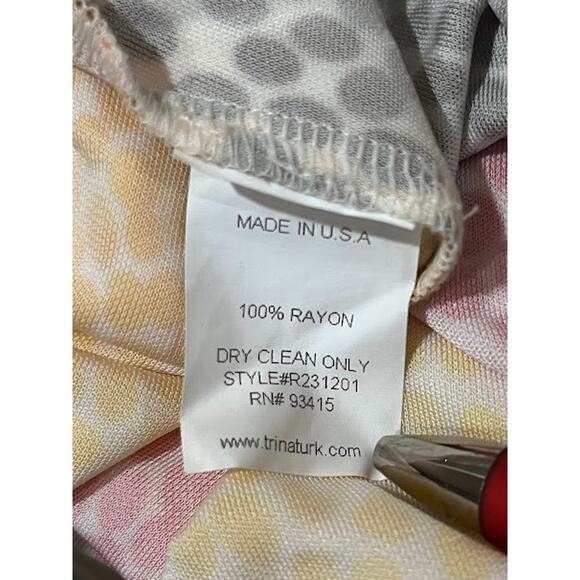 MADE IN U.S.A
100% RAYON
DRY CLEAN ONLY
STYLE#R231201
RN# 93415
www.trinaturk.com